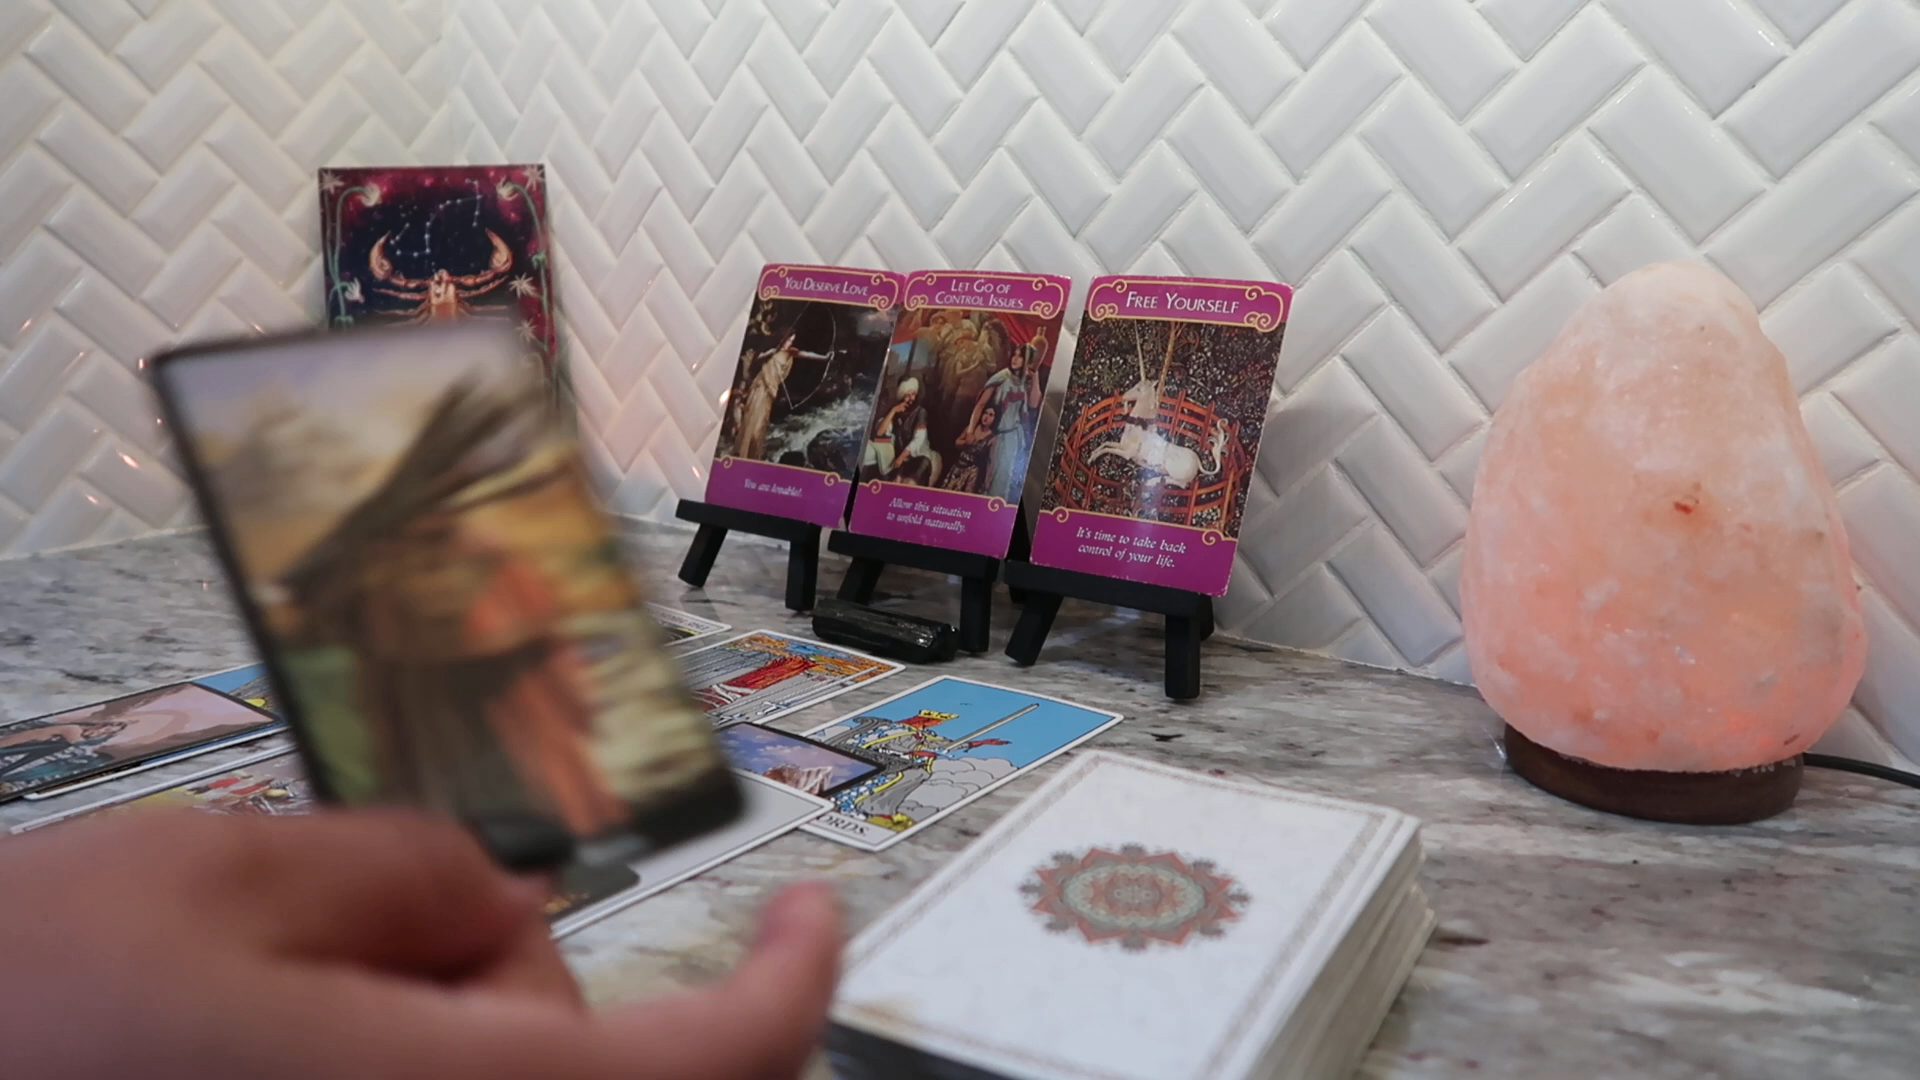 You Deserve Love
You are lovable!
Let Go of
Control Issues
Allow this situation
to unfold naturally.
Free Yourself
It's time to take back
control of your life.
ORDS.